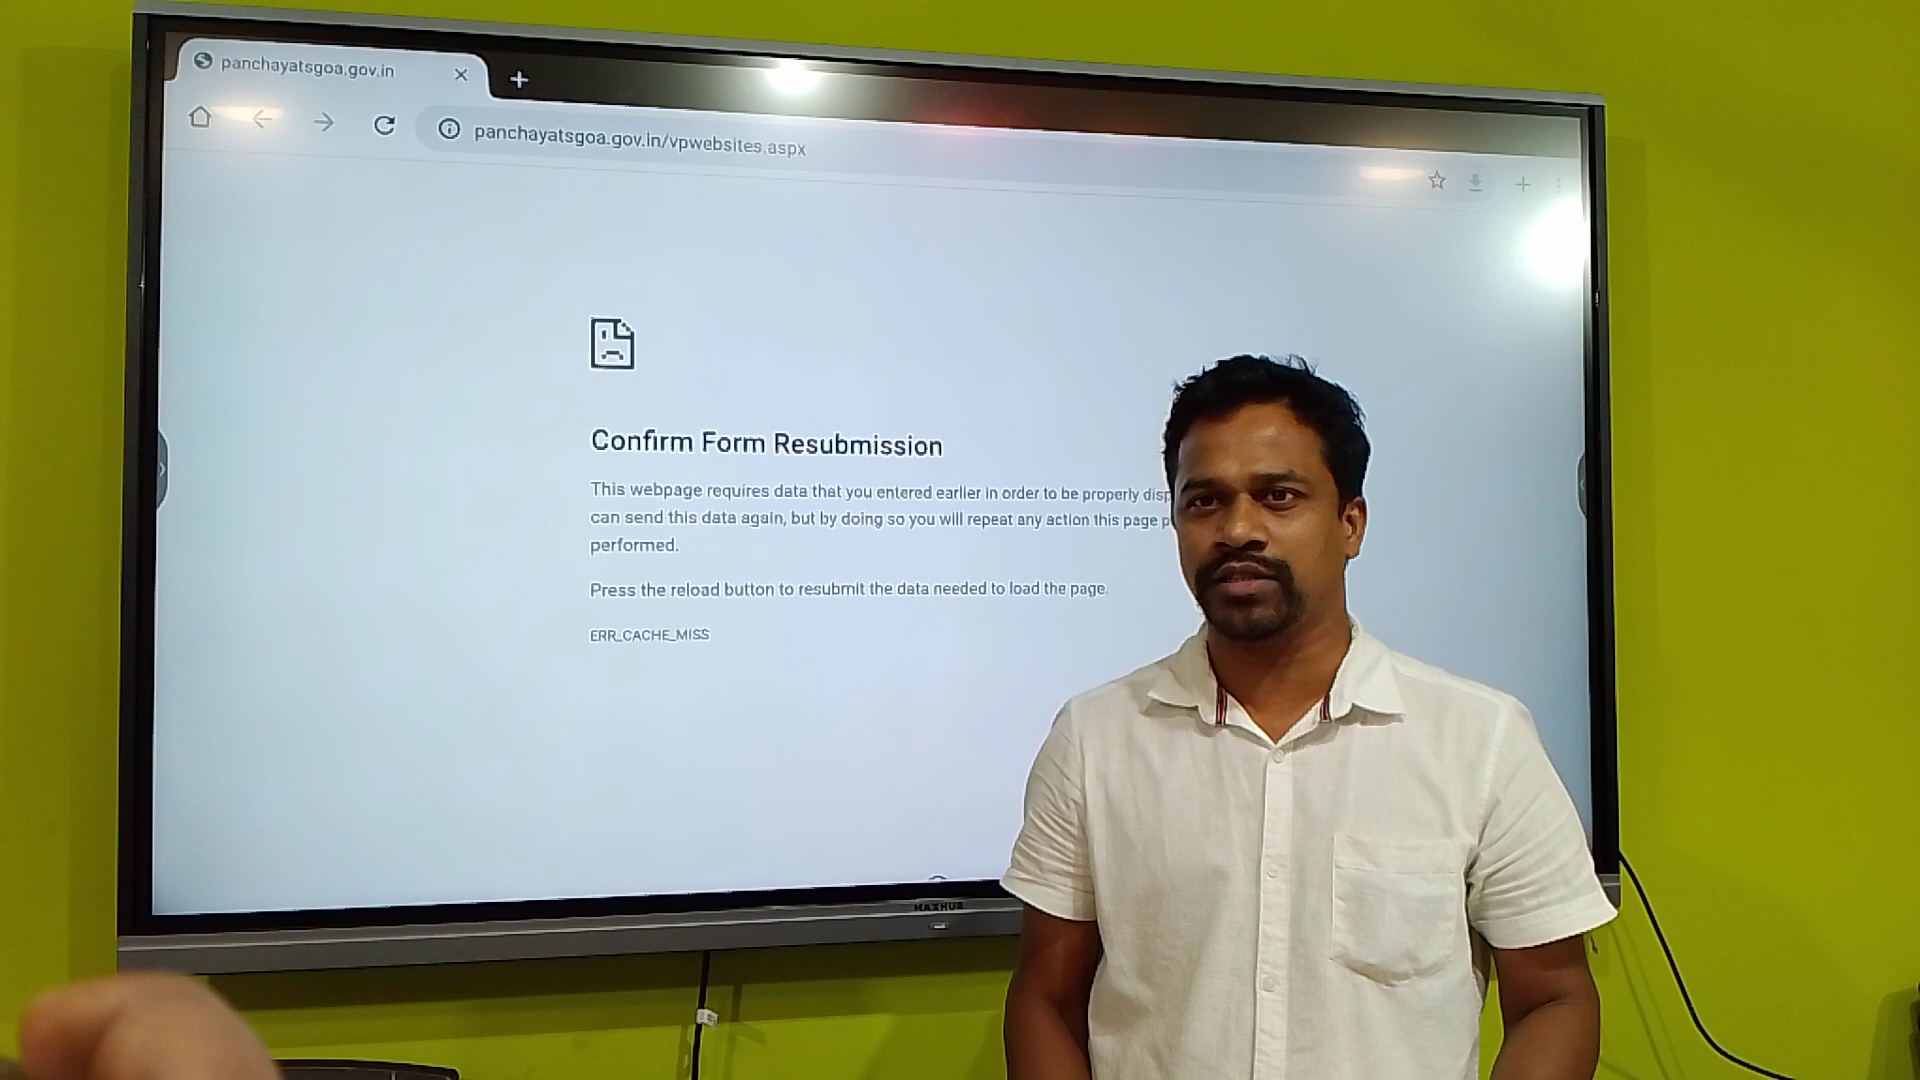 panchayatsgoa.gov.in
panchayatsgoa.gov.in/vpwebsites.aspx
Confirm Form Resubmission
This webpage requires data that you entered earlier in order to be properly disp
can send this data again, but by doing so you will repeat any action this page p
performed.
Press the reload button to resubmit the data needed to load the page.
ERR_CACHE_MISS
MAXHUB